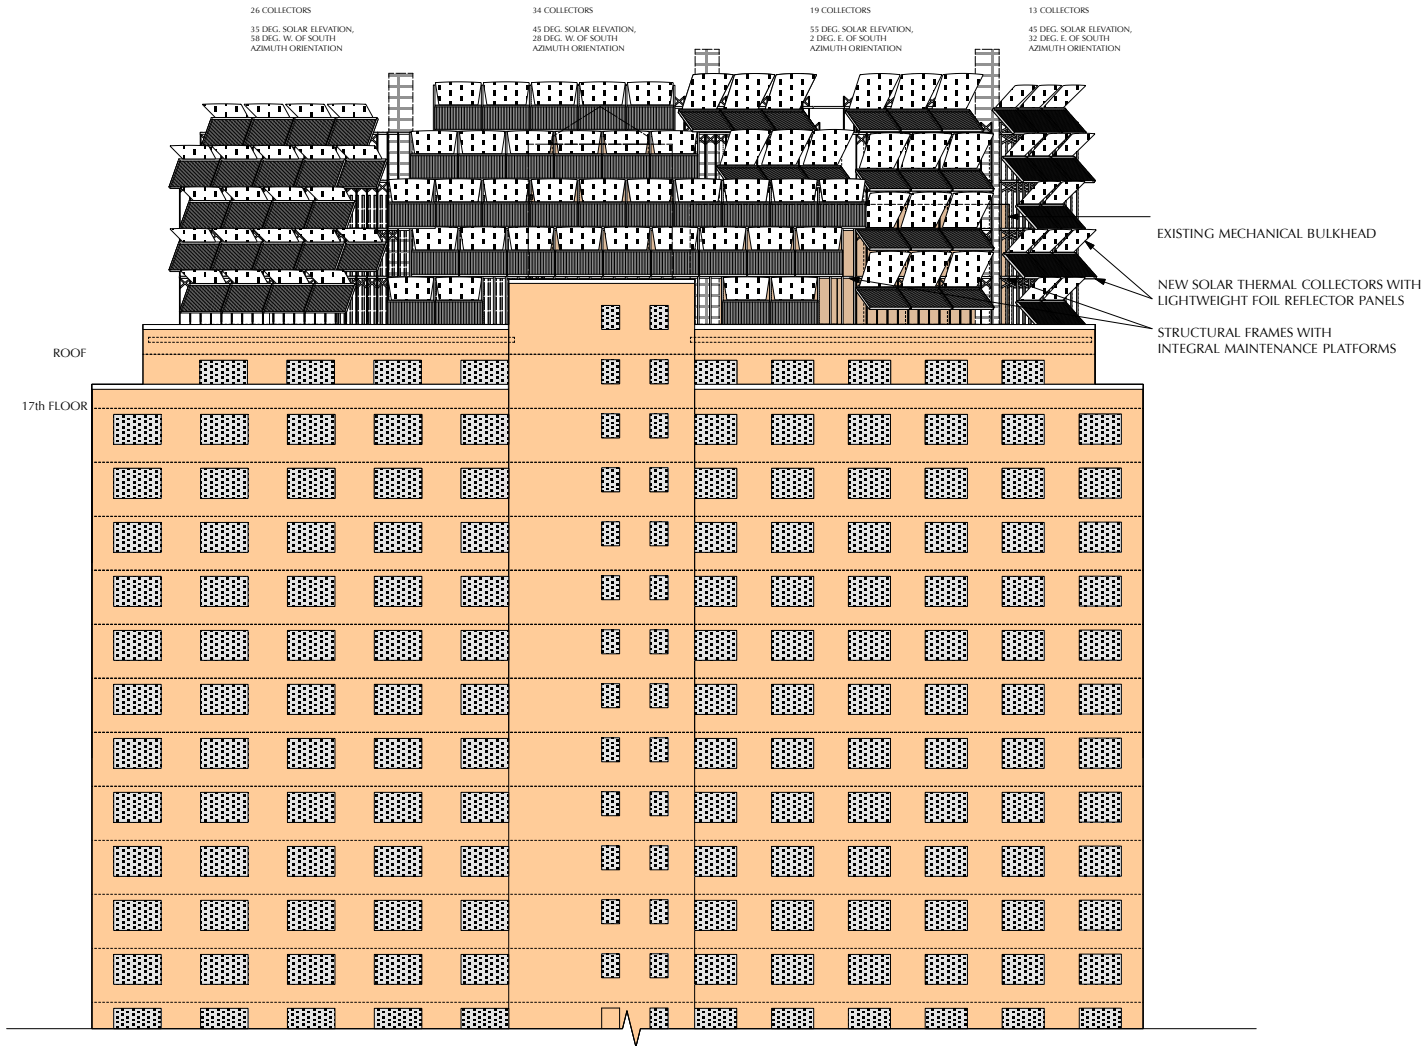 26 COLLECTORS
35 DEG. SOLAR ELEVATION,
58 DEG. W. OF SOUTH
AZIMUTH ORIENTATION
34 COLLECTORS
45 DEG. SOLAR ELEVATION,
28 DEG. W. OF SOUTH
AZIMUTH ORIENTATION
19 COLLECTORS
55 DEG. SOLAR ELEVATION,
2 DEG. E. OF SOUTH
AZIMUTH ORIENTATION
13 COLLECTORS
45 DEG. SOLAR ELEVATION,
32 DEG. E. OF SOUTH
AZIMUTH ORIENTATION
EXISTING MECHANICAL BULKHEAD
NEW SOLAR THERMAL COLLECTORS WITH
LIGHTWEIGHT FOIL REFLECTOR PANELS
STRUCTURAL FRAMES WITH
INTEGRAL MAINTENANCE PLATFORMS
ROOF
17th FLOOR